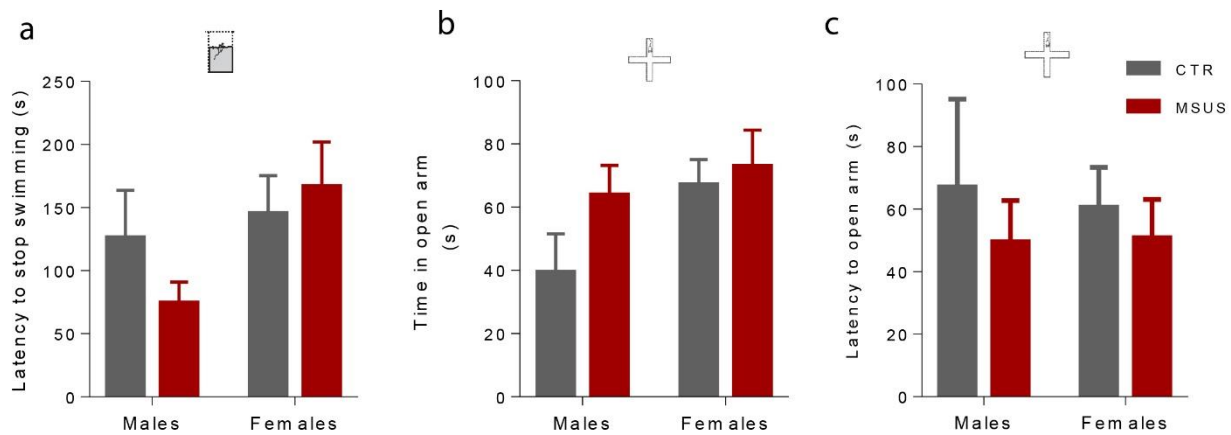 a
Latency to stop swimming (s)
250
200
150
100
50
0
Males
Females
b
Time in open arm
(s)
100
80
60
40
20
0
Males
Females
c
Latency to open arm (s)
100
80
60
40
20
0
Males
Females
CTR
MSUS